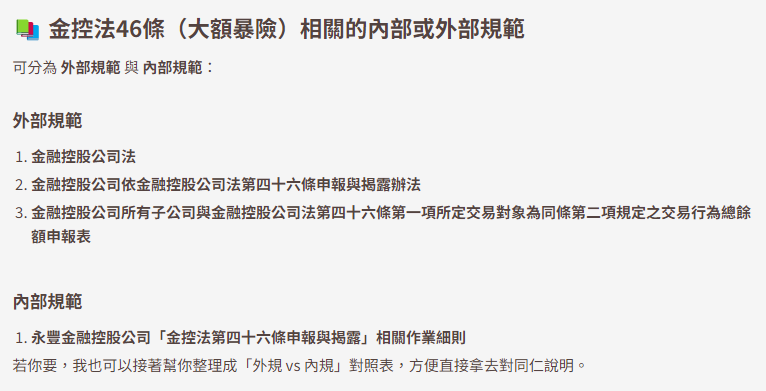 📚 金控法46條（大額暴險）相關的內部或外部規範
可分為 外部規範 與 內部規範：
外部規範
1. 金融控股公司法
2. 金融控股公司依金融控股公司法第四十六條申報與揭露辦法
3. 金融控股公司所有子公司與金融控股公司法第四十六條第一項所定交易對象為同條第二項規定之交易行為總餘
額申報表
內部規範
1. 永豐金融控股公司「金控法第四十六條申報與揭露」相關作業細則
若你要，我也可以接著幫你整理成「外規 vs 內規」對照表，方便直接拿去對同仁說明。